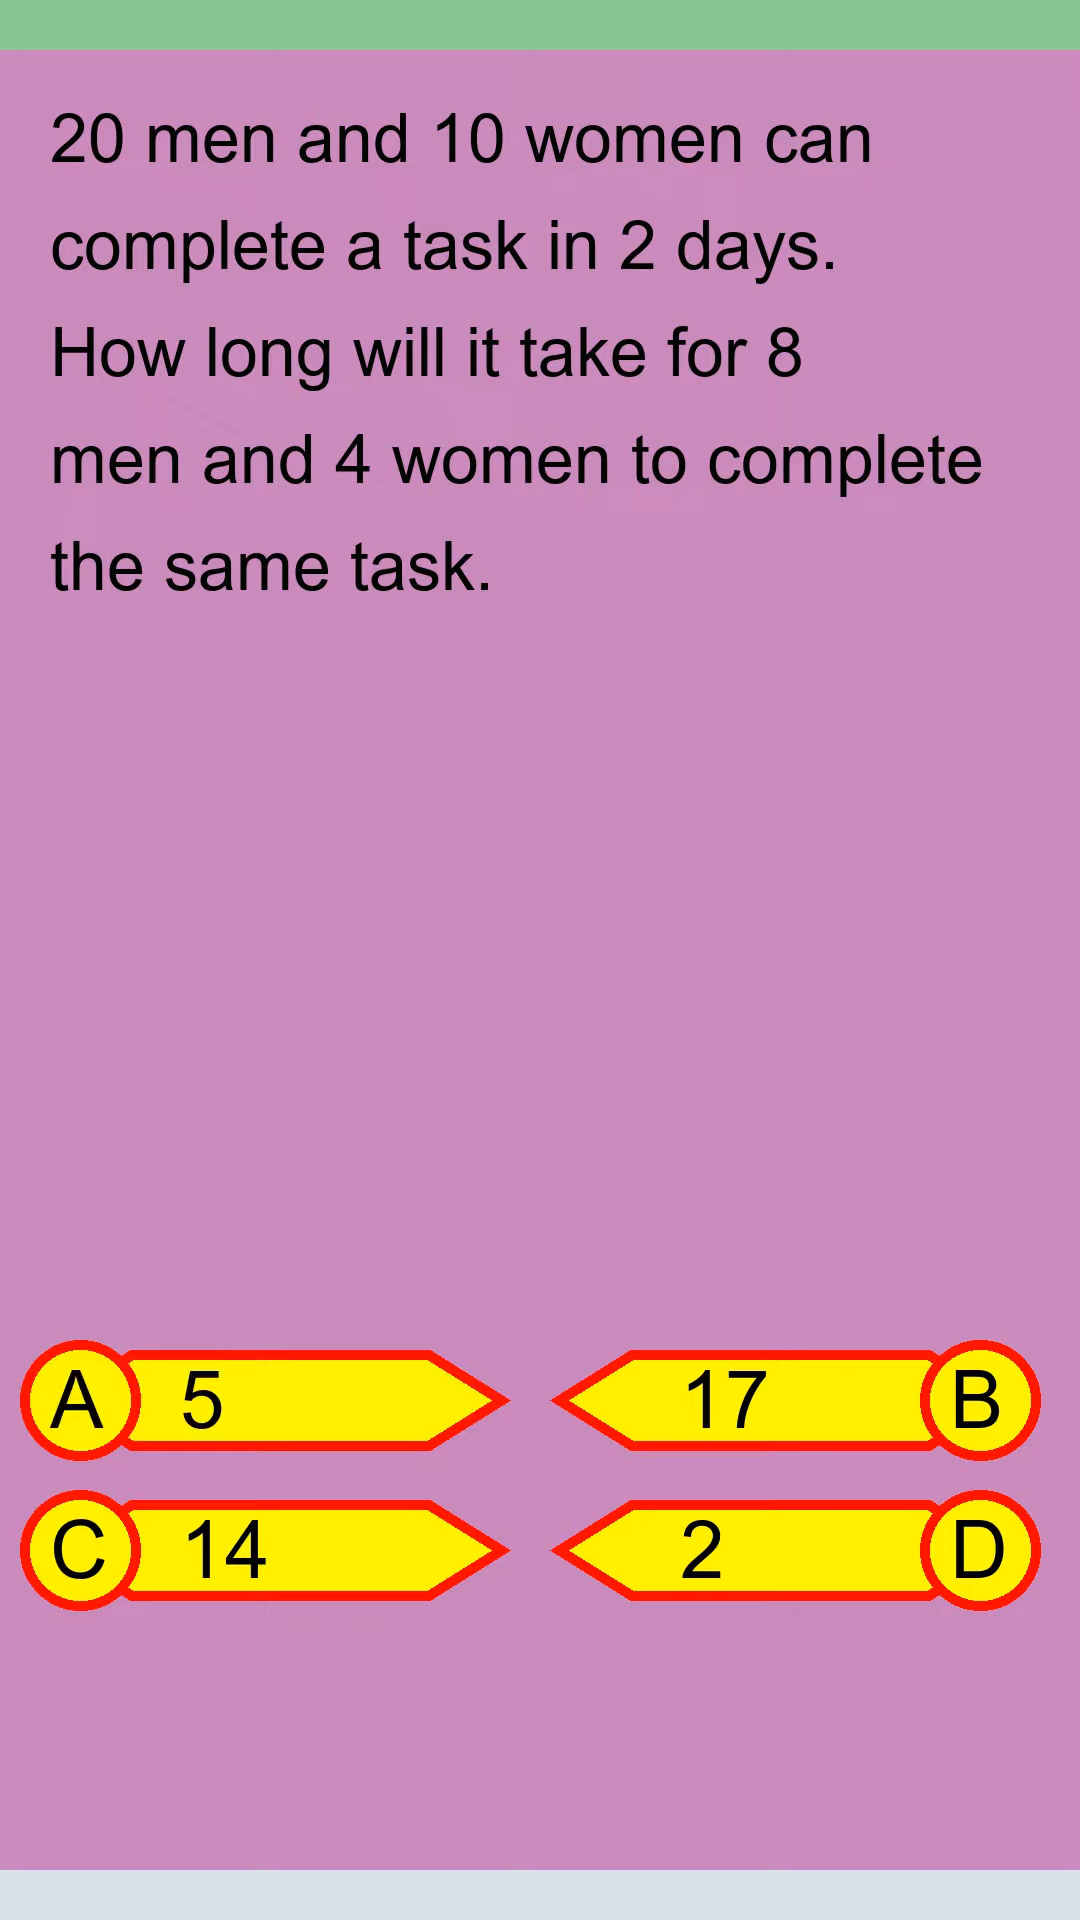 20 men and 10 women can
complete a task in 2 days.
How long will it take for 8
men and 4 women to complete
the same task.
A 5
17 B
C 14
2 D